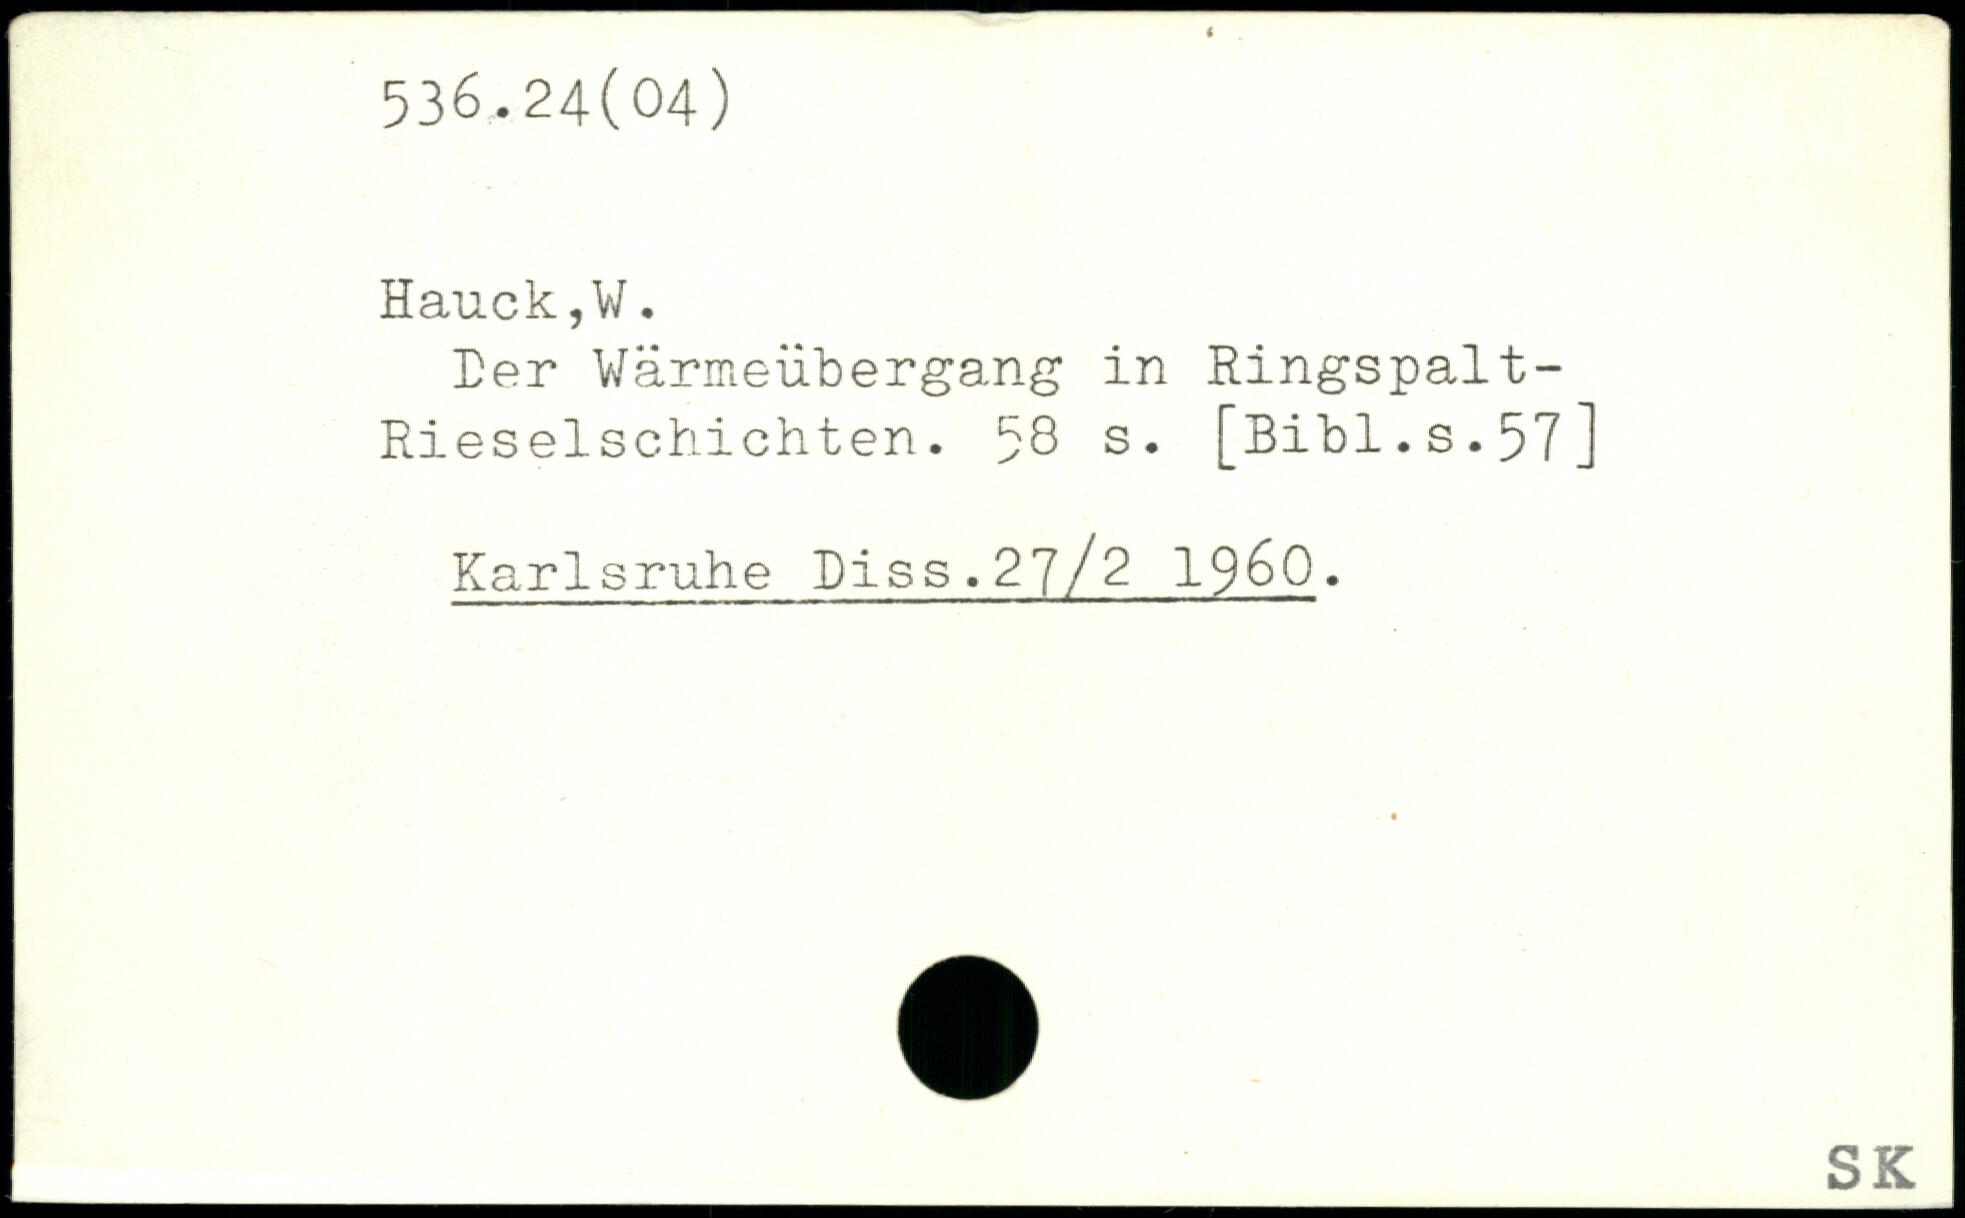 536.24(04)
Hauck,W.
Der Wärmeübergang in Ringspalt-
Rieselschichten. 58 s. [Bibl.s.57]
Karlsruhe Diss.27/2 1960.
SK